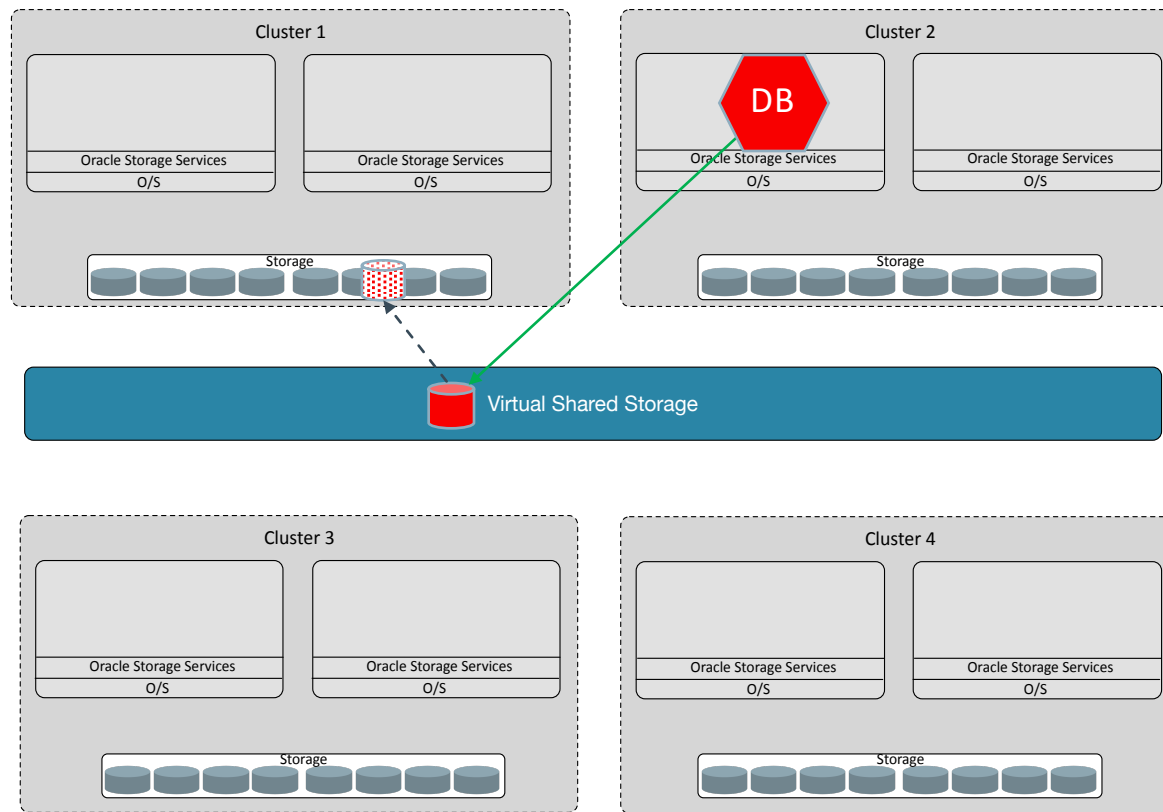 Cluster 1
Oracle Storage Services
O/S
Oracle Storage Services
O/S
Storage
Cluster 2
DB
Oracle Storage Services
O/S
Oracle Storage Services
O/S
Storage
Virtual Shared Storage
Cluster 3
Oracle Storage Services
O/S
Oracle Storage Services
O/S
Storage
Cluster 4
Oracle Storage Services
O/S
Oracle Storage Services
O/S
Storage